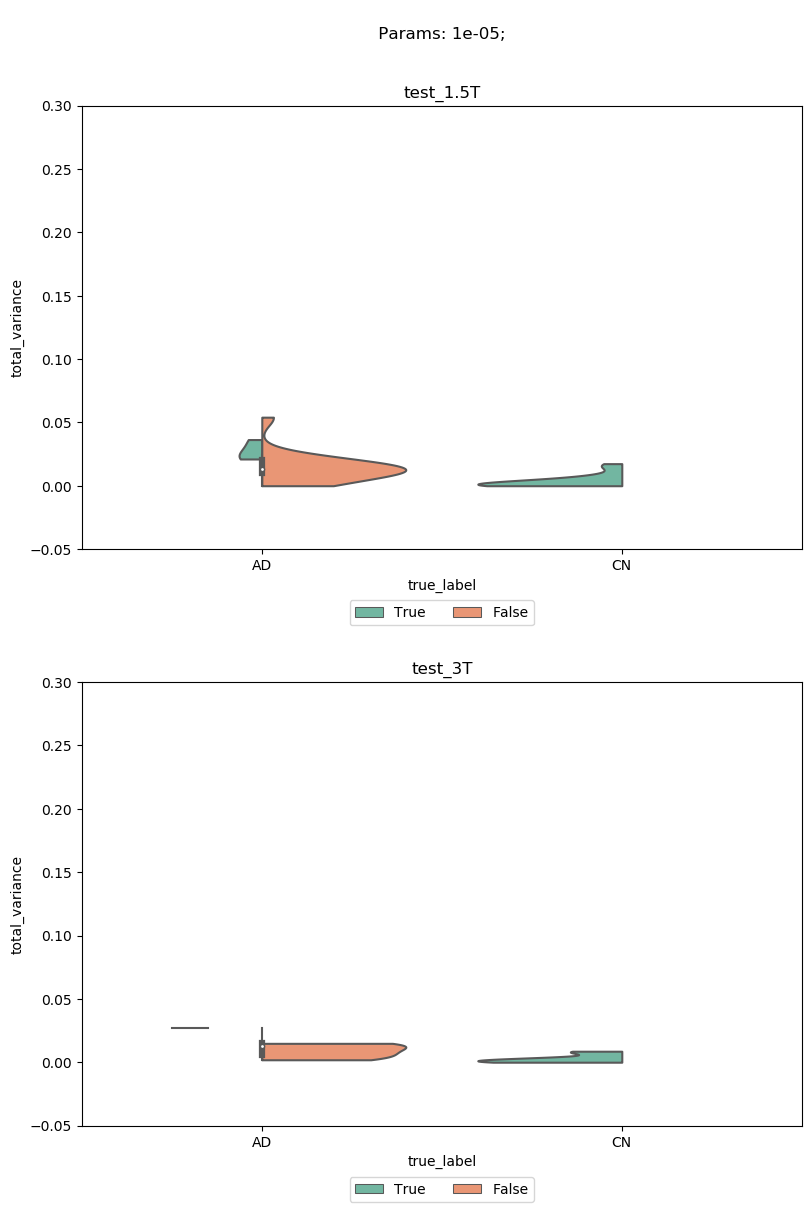 Params: 1e-05;
test_1.5T
0.30
0.25
0.20
0.15
0.10
0.05
0.00
−0.05
total_variance
AD CN
true_label
True False
test_3T
0.30
0.25
0.20
0.15
0.10
0.05
0.00
−0.05
total_variance
AD CN
true_label
True False